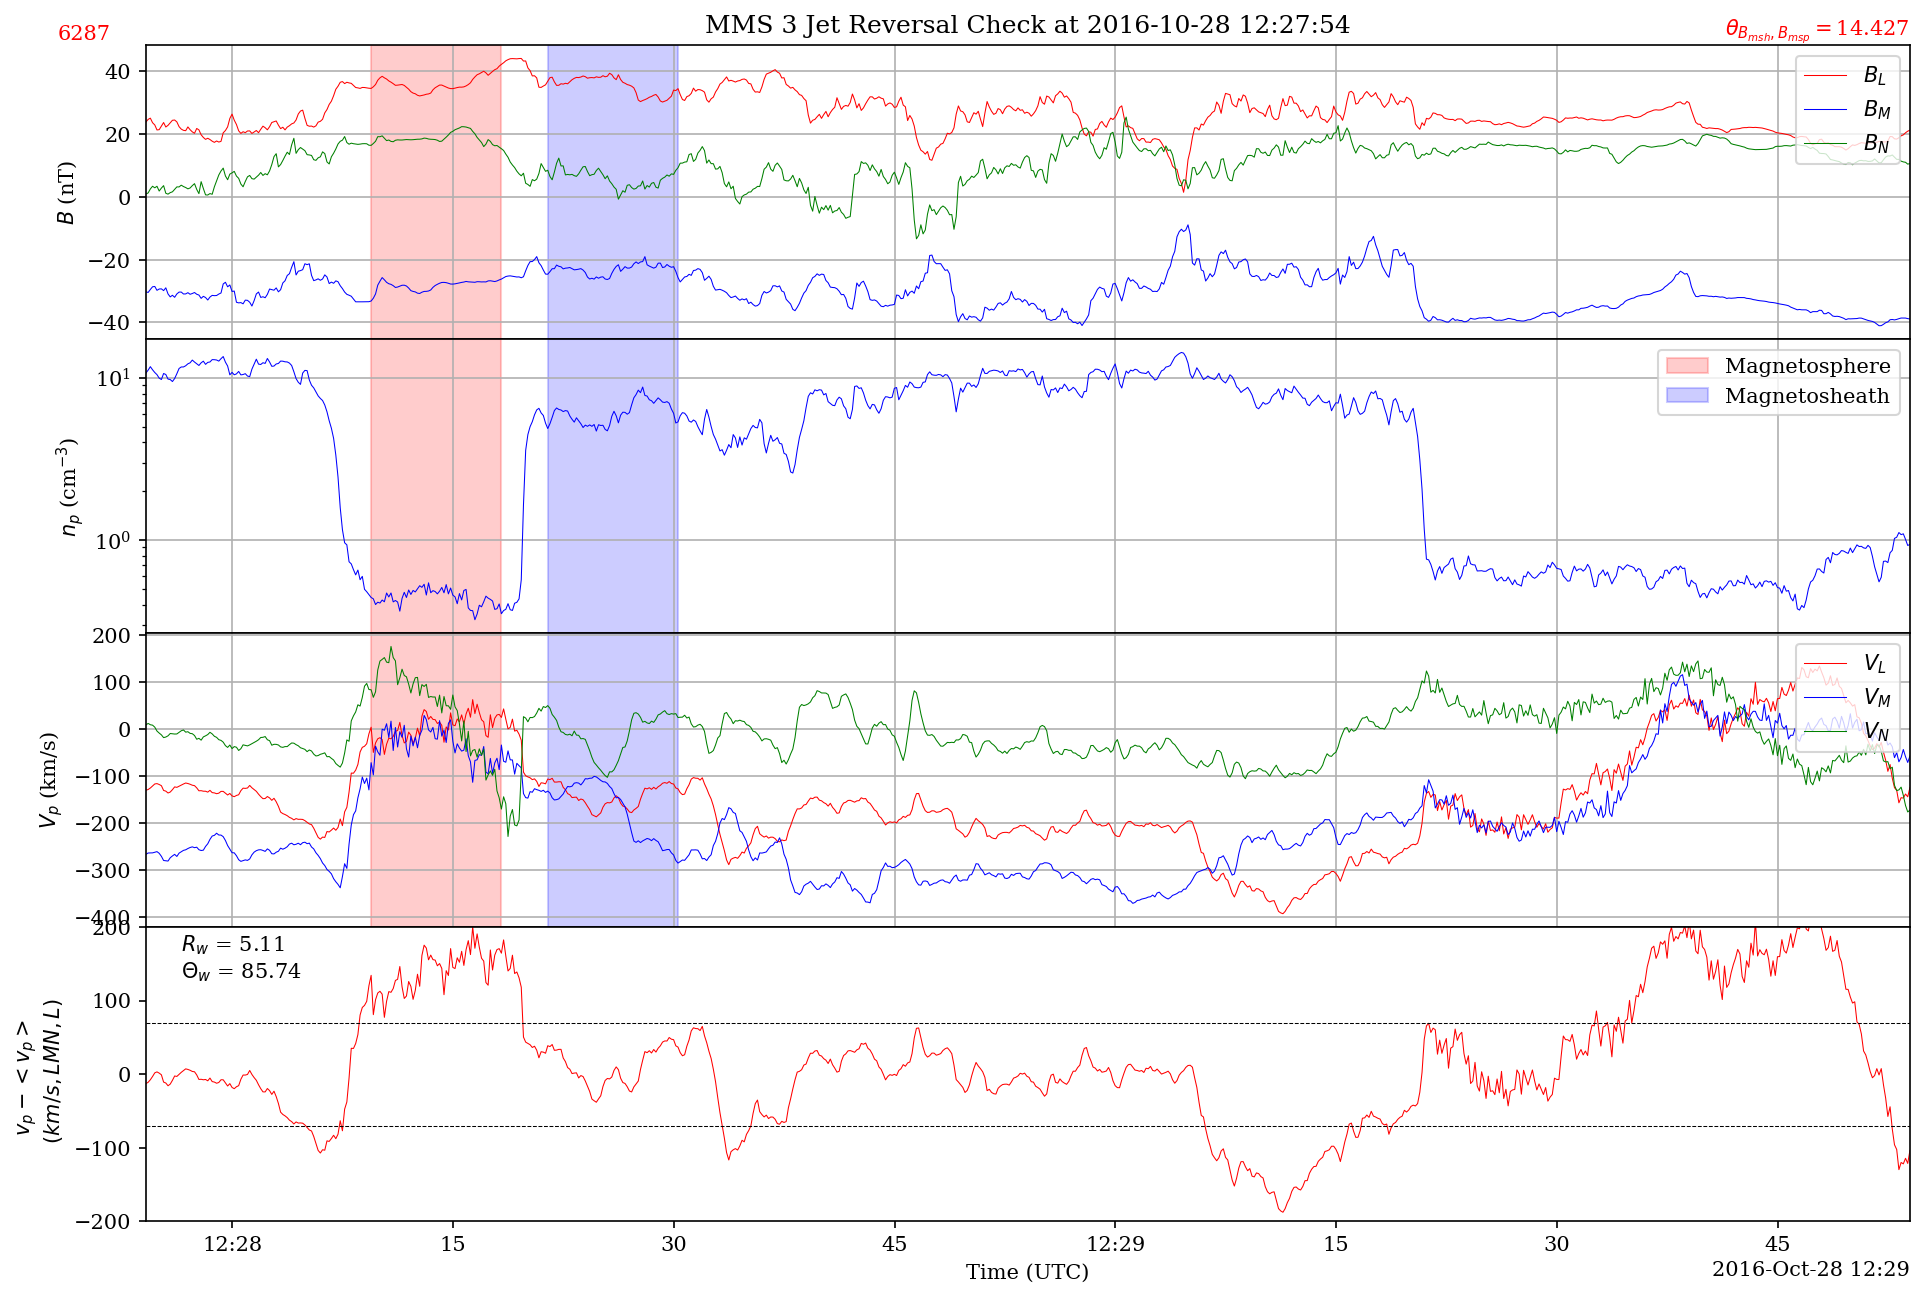 MMS 3 Jet Reversal Check at 2016-10-28 12:27:54
6287
θ_{B_{msh}, B_{msp}} = 14.427
40
20
0
−20
−40
B (nT)
B_L
B_M
B_N
10^1
10^0
n_p (cm^{−3})
Magnetosphere
Magnetosheath
200
100
0
−100
−200
−300
−400
V_p (km/s)
V_L
V_M
V_N
200
100
0
−100
−200
v_p − < v_p >
(km/s, LMN, L)
R_w = 5.11
Θ_w = 85.74
12:28
15
30
45
12:29
15
30
45
Time (UTC)
2016-Oct-28 12:29